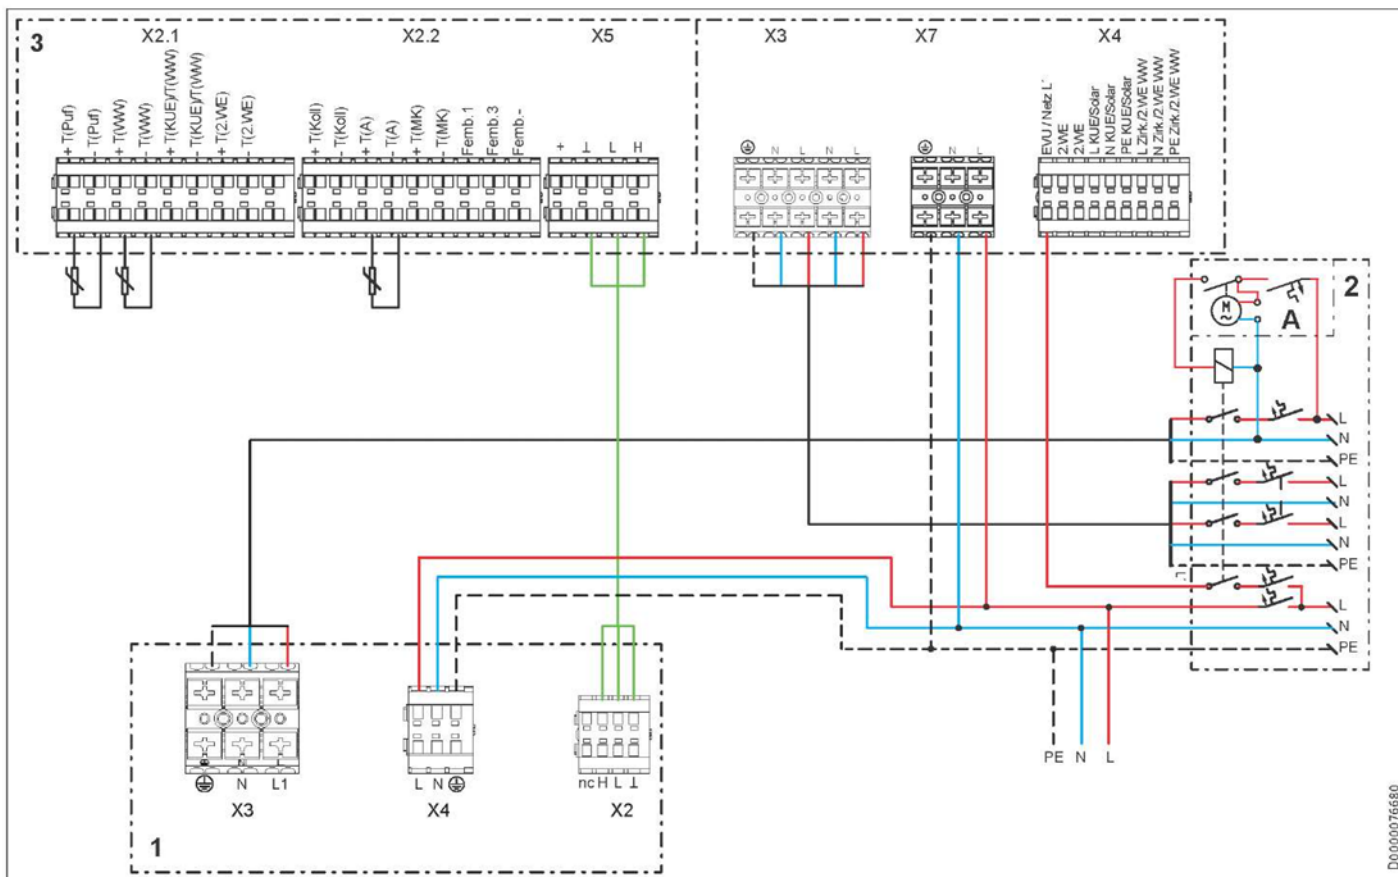 3
X2.1
X2.2
X5
X3
X7
X4
+ T(Puf)
- T(Puf)
+ T(WW)
- T(WW)
+ T(KUE)/T(WW)
- T(KUE)/T(WW)
+ T(2.WE)
- T(2.WE)
+ T(Koll)
- T(Koll)
+ T(A)
- T(A)
+ T(MK)
- T(MK)
Fernb.1
Fernb.3
Fernb.-
+ ⊥ L H
N L N L
N L
EVU / Netz L'
2.WE
2.WE
L KUE/Solar
N KUE/Solar
PE KUE/Solar
L Zirk./2.WE WW
N Zirk./2.WE WW
PE Zirk./2.WE WW
2
M
~
A
L
N
PE
L
N
L
N
PE
L'
L
N
PE
PE N L
N L
N L1
X3
L N
X4
nc H L ⊥
X2
1
D0000076680